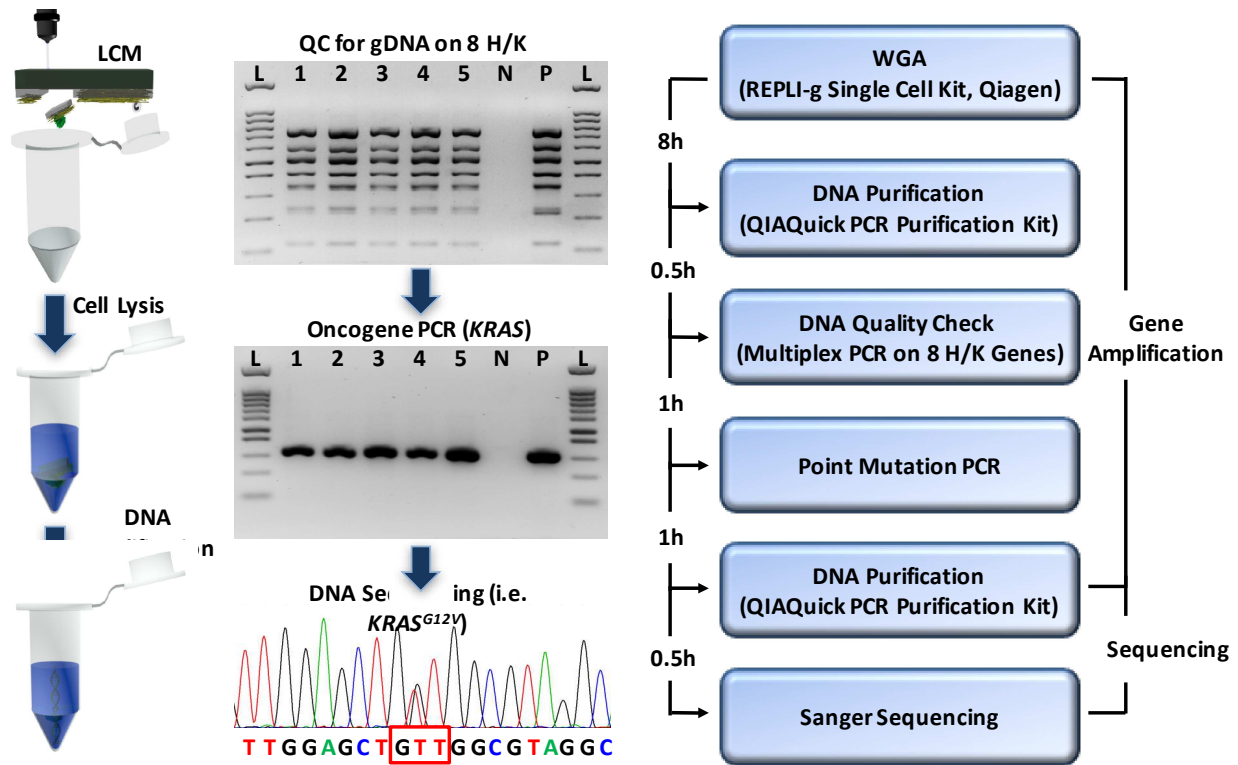 LCM
Cell Lysis
DNA
QC for gDNA on 8 H/K
L 1 2 3 4 5 N P L
Oncogene PCR (KRAS)
L 1 2 3 4 5 N P L
DNA Se ing (i.e.
KRASG12V)
T T G G A G C T G T T G G C G T A G G C
WGA
(REPLI-g Single Cell Kit, Qiagen)
8h
DNA Purification
(QIAQuick PCR Purification Kit)
0.5h
DNA Quality Check
(Multiplex PCR on 8 H/K Genes)
1h
Point Mutation PCR
1h
DNA Purification
(QIAQuick PCR Purification Kit)
0.5h
Sanger Sequencing
Gene
Amplification
Sequencing